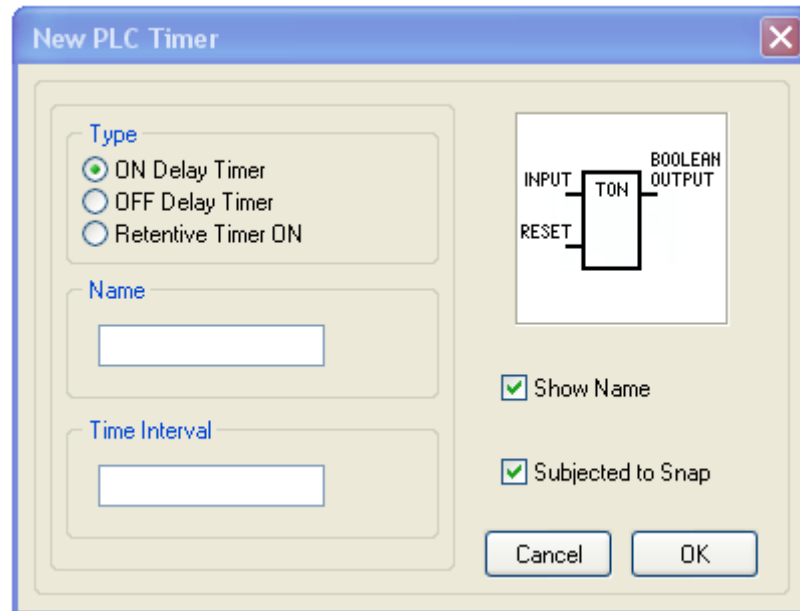 New PLC Timer
Type
ON Delay Timer
OFF Delay Timer
Retentive Timer ON
Name
Time Interval
INPUT
TON
BOOLEAN
OUTPUT
RESET
Show Name
Subjected to Snap
Cancel
OK